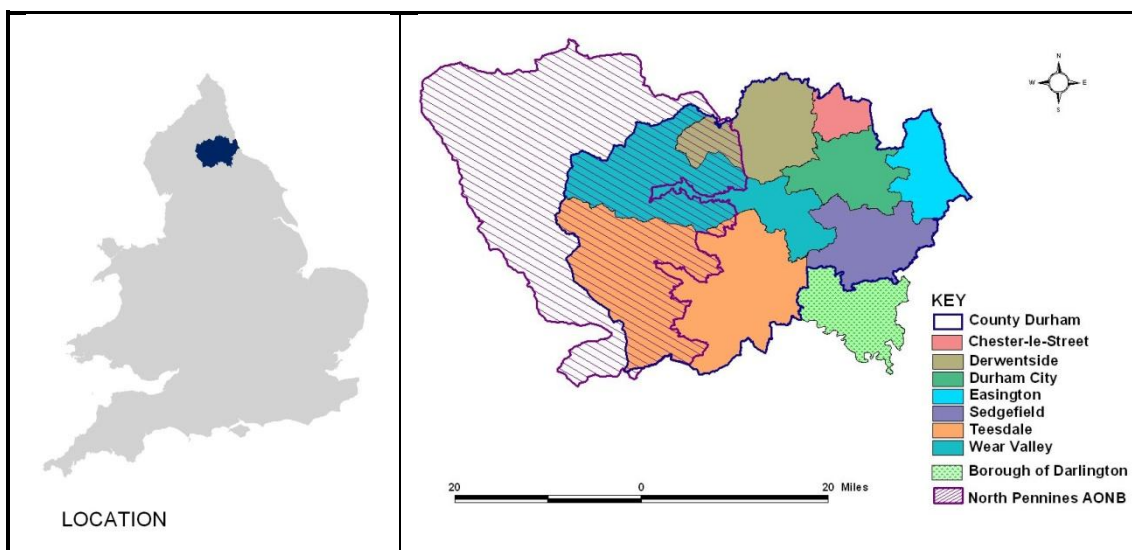 LOCATION
N
W
E
S
KEY
County Durham
Chester-le-Street
Derwentside
Durham City
Easington
Sedgefield
Teesdale
Wear Valley
Borough of Darlington
North Pennines AONB
20 0 20 Miles